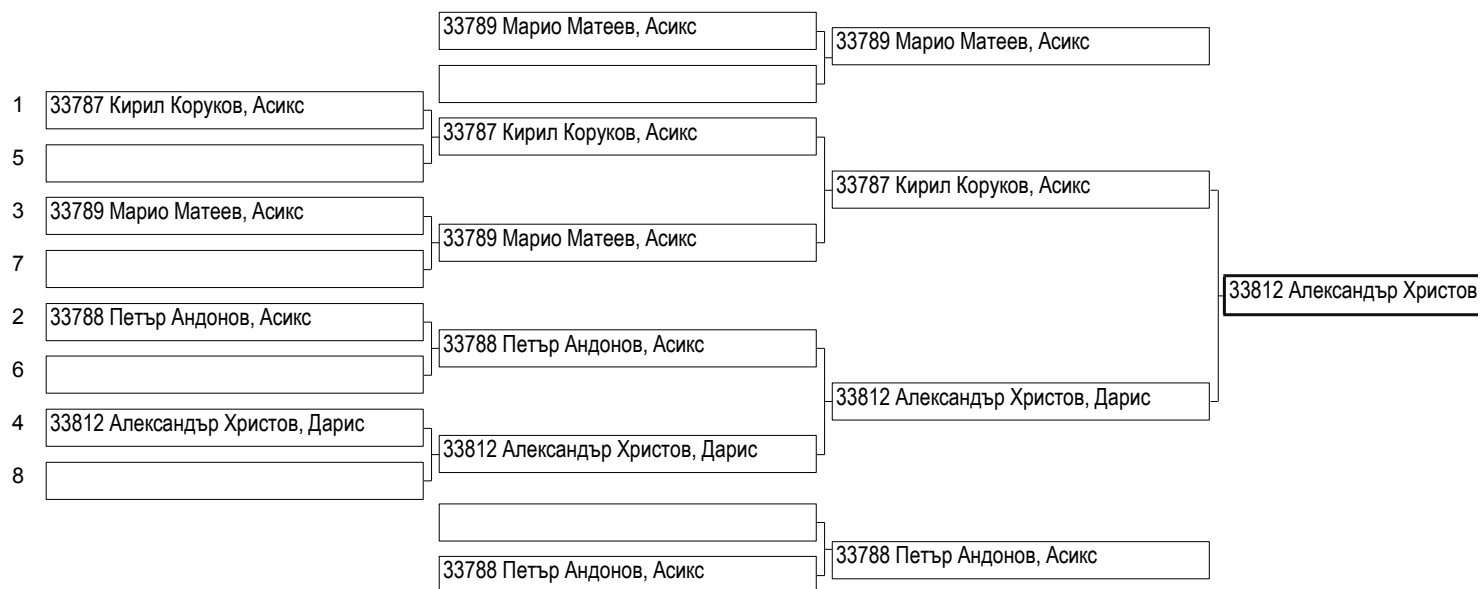 33789 Марио Матеев, Асикс
33789 Марио Матеев, Асикс
1 33787 Кирил Коруков, Асикс
33787 Кирил Коруков, Асикс
5
33787 Кирил Коруков, Асикс
3 33789 Марио Матеев, Асикс
33789 Марио Матеев, Асикс
7
33812 Александър Христов
2 33788 Петър Андонов, Асикс
33788 Петър Андонов, Асикс
6
33812 Александър Христов, Дарис
4 33812 Александър Христов, Дарис
33812 Александър Христов, Дарис
8
33788 Петър Андонов, Асикс
33788 Петър Андонов, Асикс